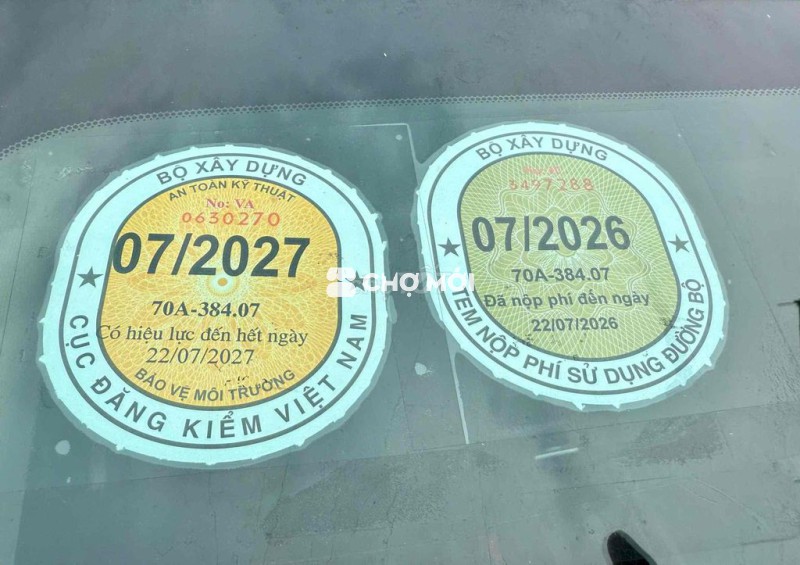 BỘ XÂY DỰNG
AN TOÀN KỸ THUẬT
No: VA
0630270
07/2027
70A-384.07
Có hiệu lực đến hết ngày
22/07/2027
BẢO VỆ MÔI TRƯỜNG
CỤC ĐĂNG KIỂM VIỆT NAM
BỘ XÂY DỰNG
5497288
07/2026
70A-384.07
Đã nộp phí đến ngày
22/07/2026
TEM NỘP PHÍ SỬ DỤNG ĐƯỜNG BỘ
CHỢ MỚI